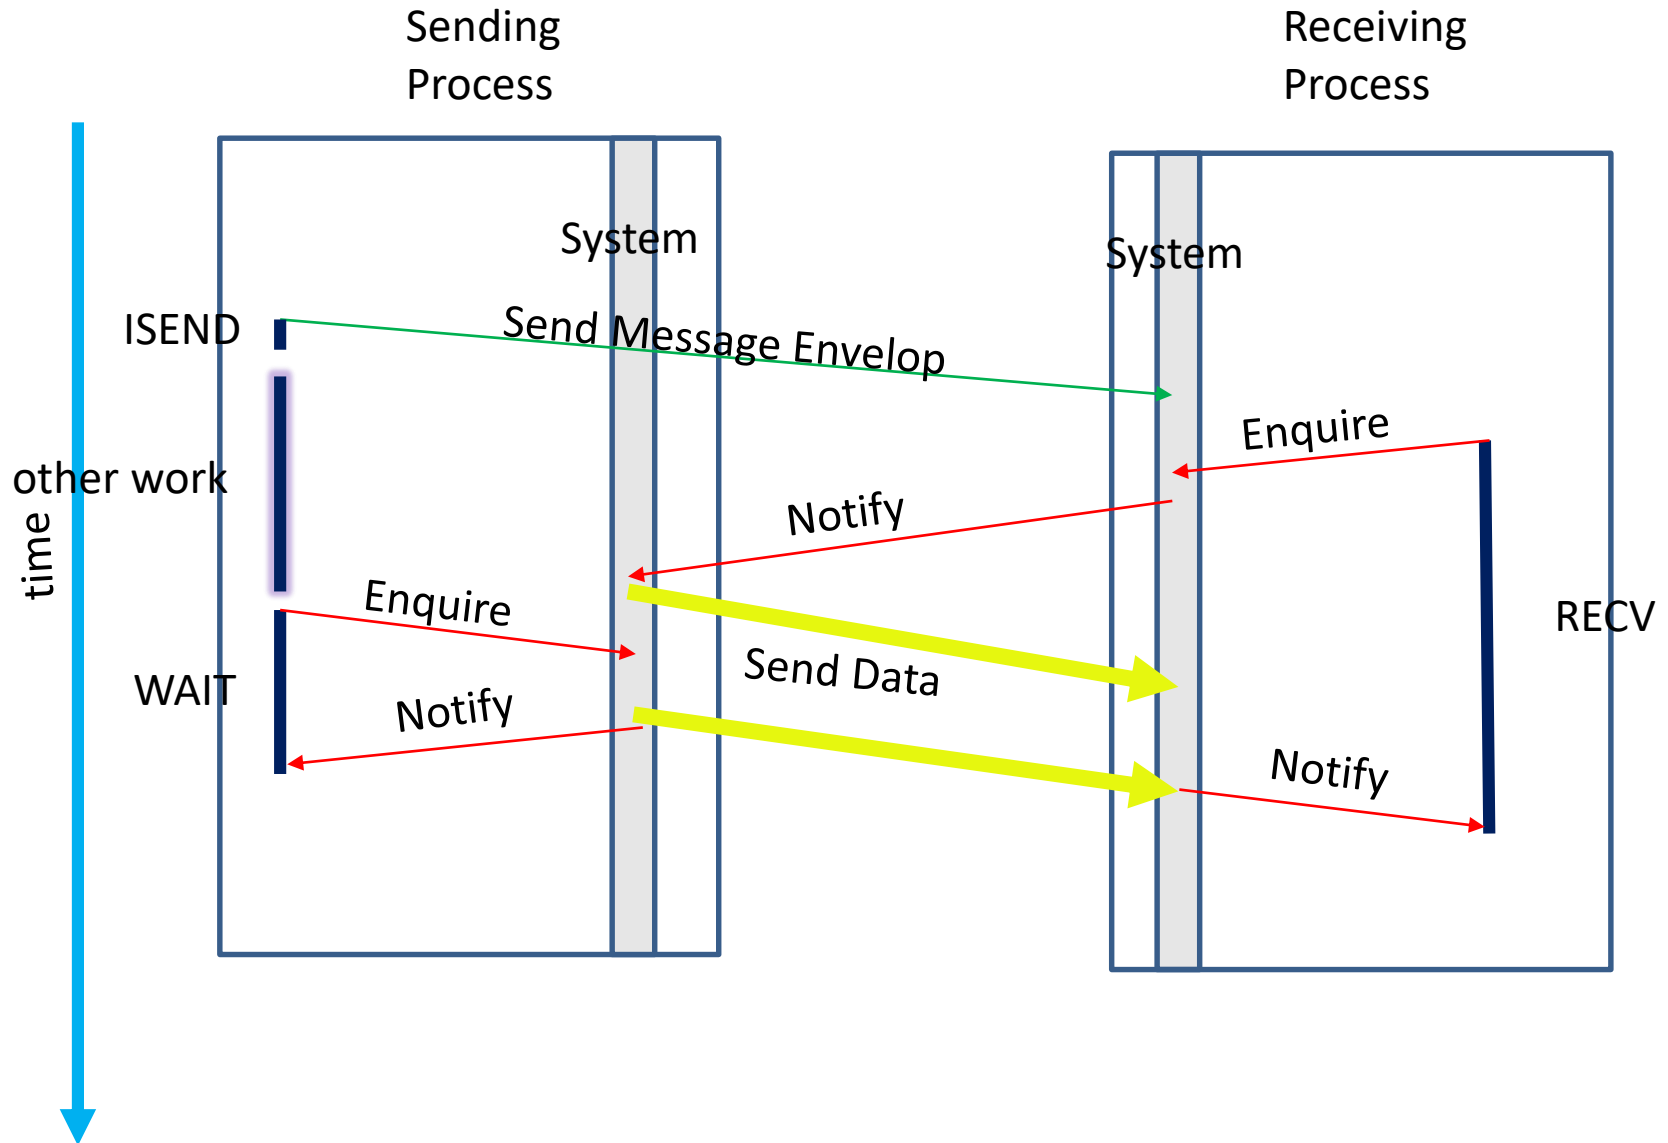 Sending
Process
Receiving
Process
System
System
ISEND
Send Message Envelop
Enquire
other work
Notify
time
Enquire
RECV
Send Data
WAIT
Notify
Notify